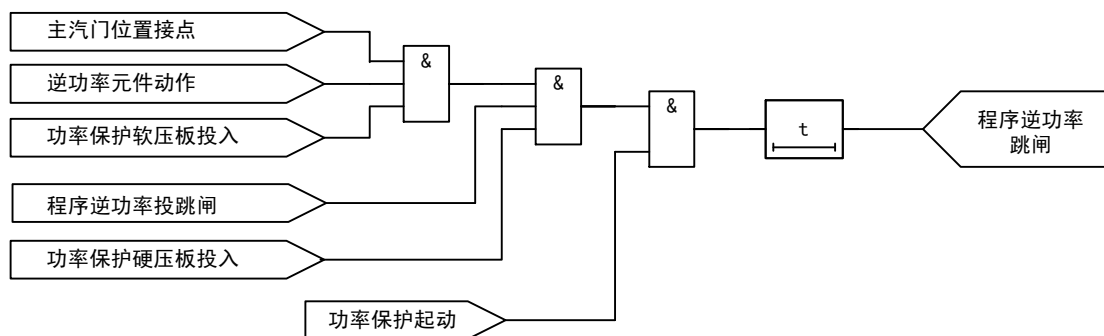 主汽门位置接点
&
逆功率元件动作
&
功率保护软压板投入
&
t
程序逆功率
跳闸
程序逆功率投跳闸
功率保护硬压板投入
功率保护起动